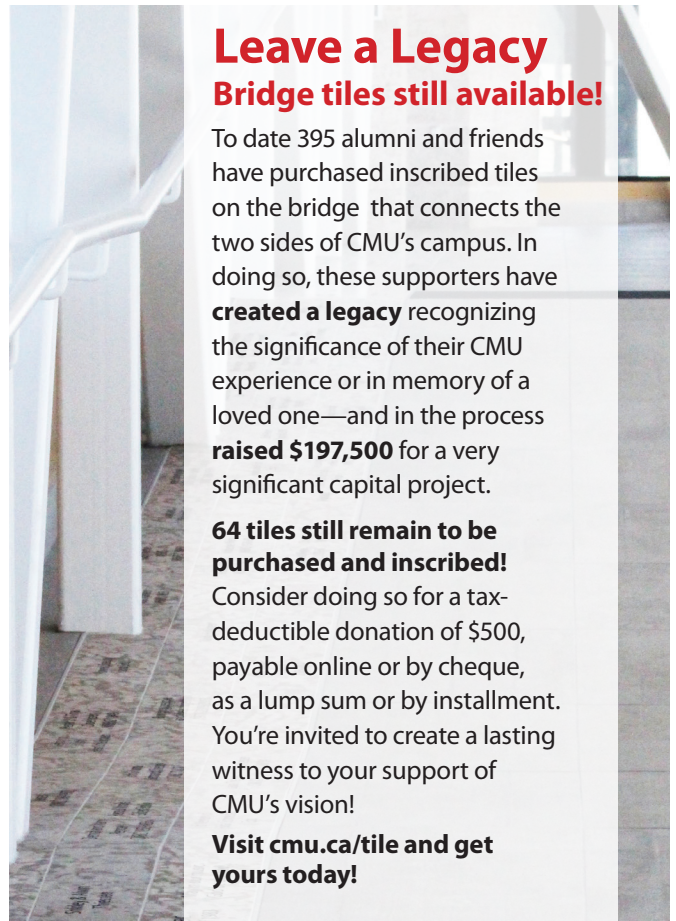 Leave a Legacy
Bridge tiles still available!
To date 395 alumni and friends
have purchased inscribed tiles
on the bridge that connects the
two sides of CMU's campus. In
doing so, these supporters have
created a legacy recognizing
the significance of their CMU
experience or in memory of a
loved one—and in the process
raised $197,500 for a very
significant capital project.
64 tiles still remain to be
purchased and inscribed!
Consider doing so for a tax-
deductible donation of $500,
payable online or by cheque,
as a lump sum or by installment.
You're invited to create a lasting
witness to your support of
CMU's vision!
Visit cmu.ca/tile and get
yours today!